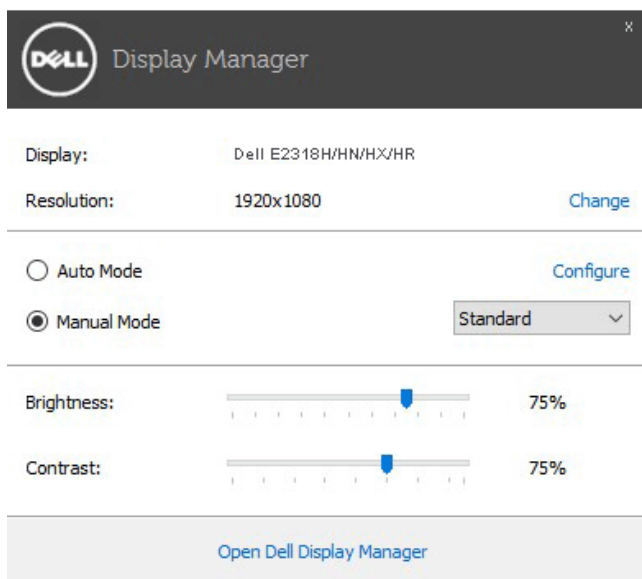 DELL Display Manager x
Display: Dell E2318H/HN/HX/HR
Resolution: 1920x1080 Change
Auto Mode Configure
Manual Mode Standard
Brightness: 75%
Contrast: 75%
Open Dell Display Manager